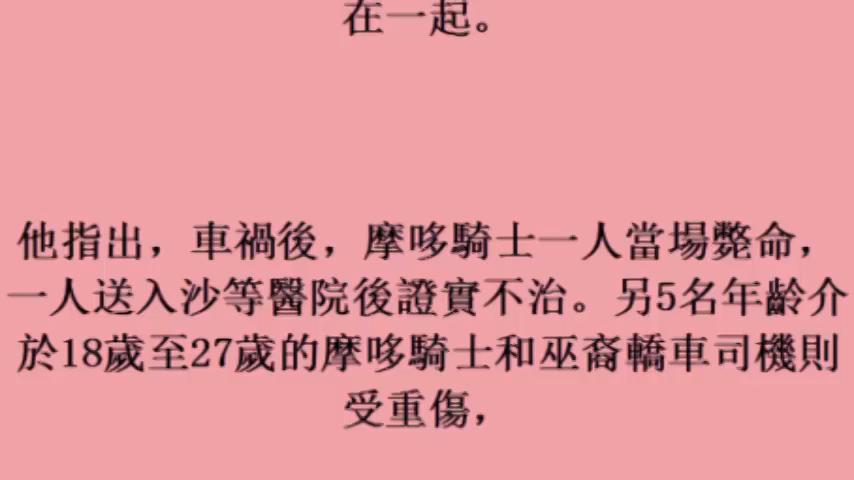 在一起。
他指出，車禍後，摩哆騎士一人當場斃命，
一人送入沙等醫院後證實不治。另5名年齡介
於18歲至27歲的摩哆騎士和巫裔轎車司機則
受重傷，